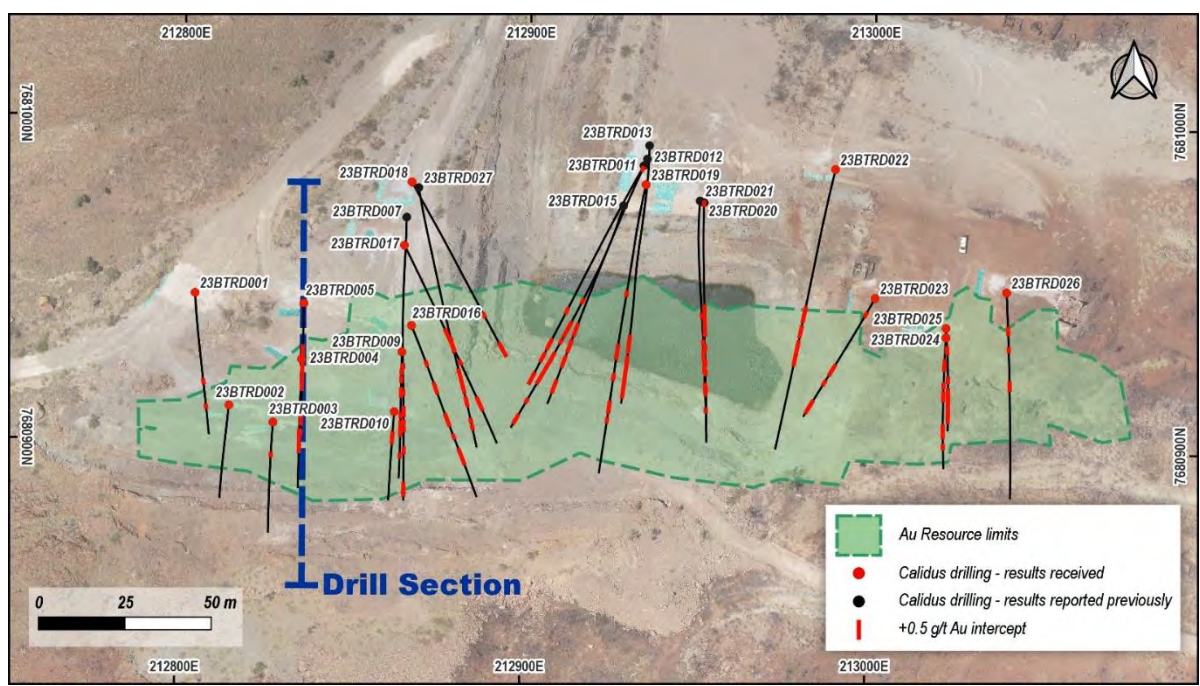 212800E
212900E
213000E
7681000N
7681000N
23BTRD013
23BTRD011
23BTRD012
23BTRD022
23BTRD018
23BTRD027
23BTRD019
23BTRD021
23BTRD007
23BTRD015
23BTRD020
23BTRD017
23BTRD001
23BTRD005
23BTRD023
23BTRD026
23BTRD016
23BTRD025
23BTRD009
23BTRD024
23BTRD004
23BTRD002
23BTRD003
23BTRD010
7680900N
7680900N
Drill Section
0 25 50 m
Au Resource limits
Calidus drilling - results received
Calidus drilling - results reported previously
+0.5 g/t Au intercept
212800E
212900E
213000E